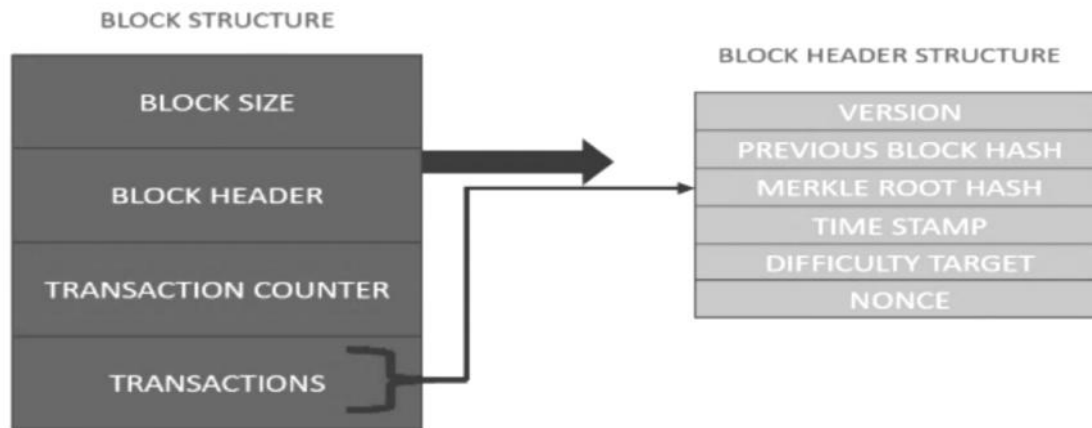 BLOCK STRUCTURE
BLOCK SIZE
BLOCK HEADER
TRANSACTION COUNTER
TRANSACTIONS
BLOCK HEADER STRUCTURE
VERSION
PREVIOUS BLOCK HASH
MERKLE ROOT HASH
TIME STAMP
DIFFICULTY TARGET
NONCE